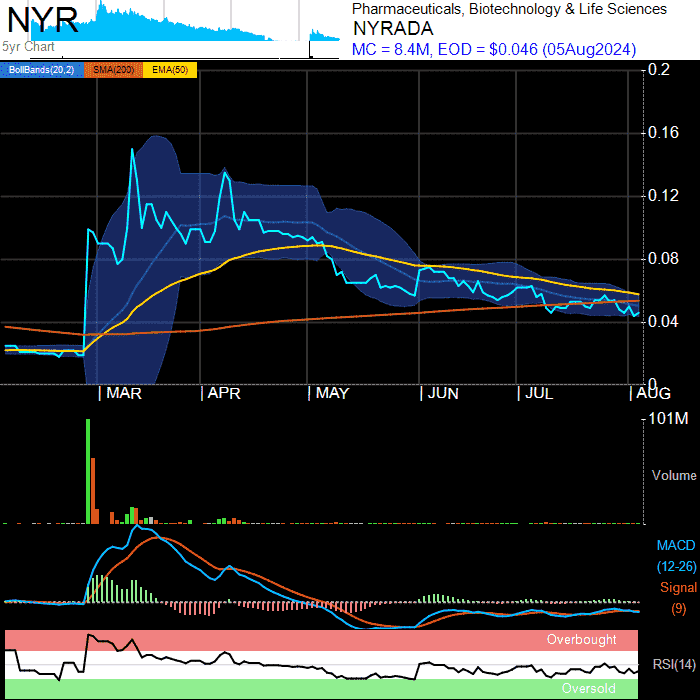 NYR
5yr Chart
Pharmaceuticals, Biotechnology & Life Sciences
NYRADA
MC = 8.4M, EOD = $0.046 (05Aug2024)
BollBands(20,2) SMA(200) EMA(50)
0.2
0.16
0.12
0.08
0.04
0
| MAR | APR | MAY | JUN | JUL | AUG
101M
Volume
MACD
(12-26)
Signal
(9)
Overbought
RSI(14)
Oversold